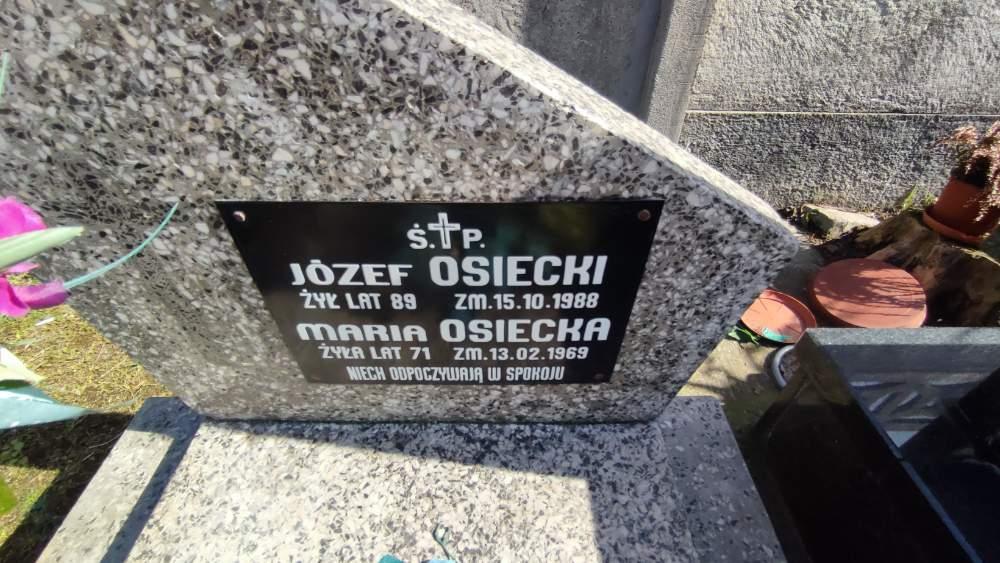 Ś.✝P.
JÓZEF OSIECKI
ŻYŁ LAT 89 ZM.15.10.1988
MARIA OSIECKA
ŻYŁA LAT 71 ZM.13.02.1969
NIECH ODPOCZYWAJĄ W SPOKOJU